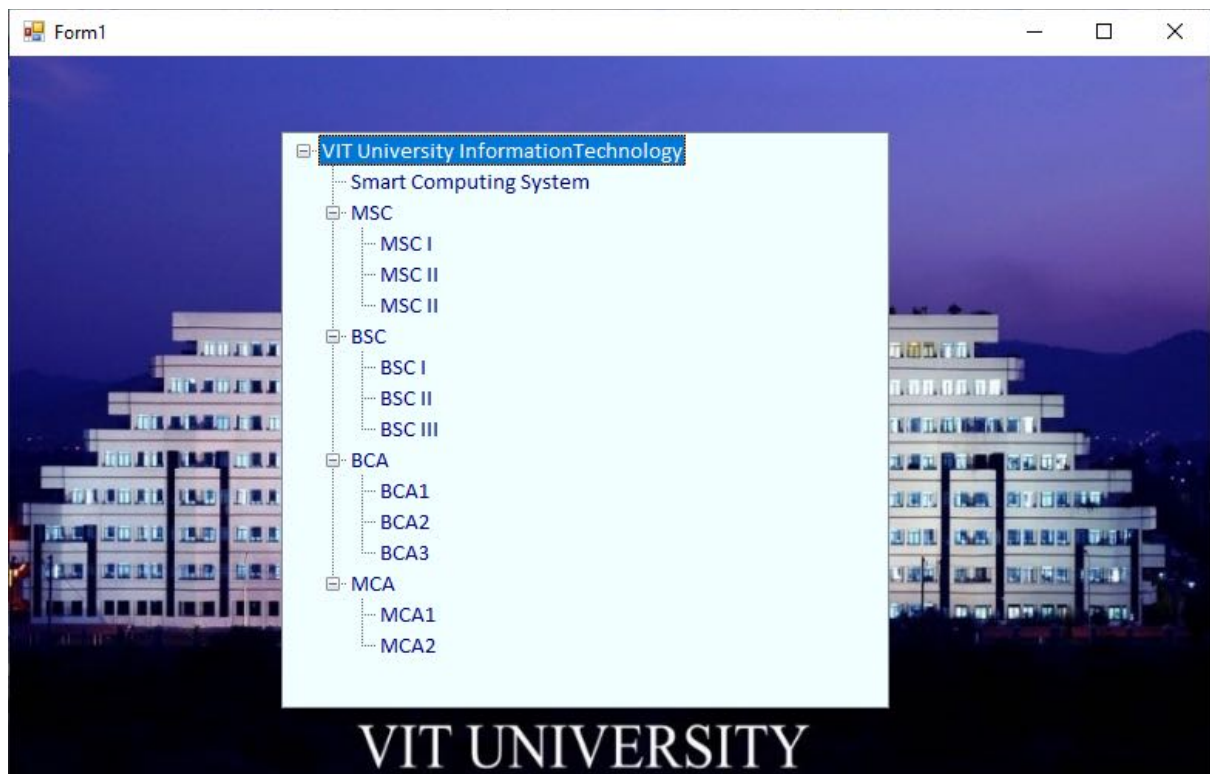 Form1
VIT University InformationTechnology
Smart Computing System
MSC
MSC I
MSC II
MSC II
BSC
BSC I
BSC II
BSC III
BCA
BCA1
BCA2
BCA3
MCA
MCA1
MCA2
VIT UNIVERSITY